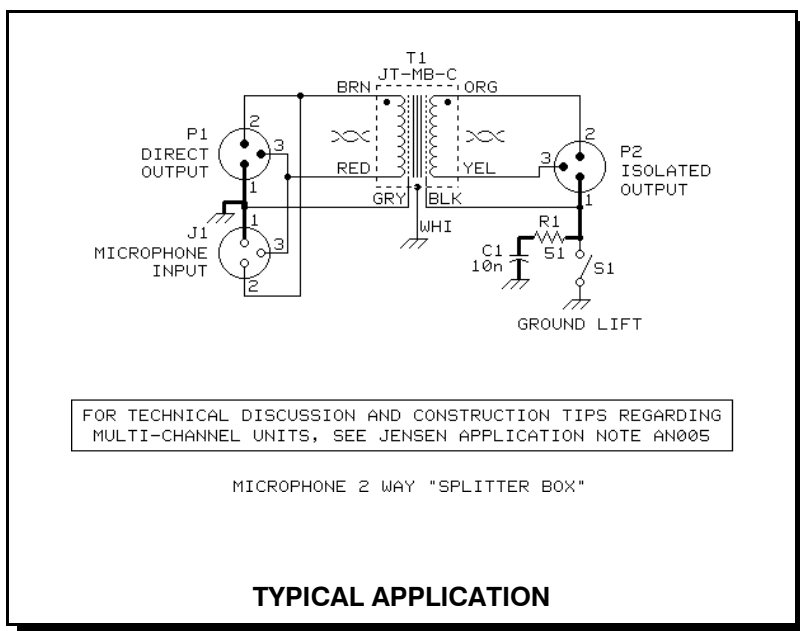 T1
JT-MB-C
BRN
ORG
P1
DIRECT
OUTPUT
2
3
1
RED
YEL
2
3
1
P2
ISOLATED
OUTPUT
GRY
BLK
WHI
J1
MICROPHONE
INPUT
1
3
2
R1
51
C1
10n
S1
GROUND LIFT
FOR TECHNICAL DISCUSSION AND CONSTRUCTION TIPS REGARDING
MULTI-CHANNEL UNITS, SEE JENSEN APPLICATION NOTE AN005
MICROPHONE 2 WAY "SPLITTER BOX"
TYPICAL APPLICATION